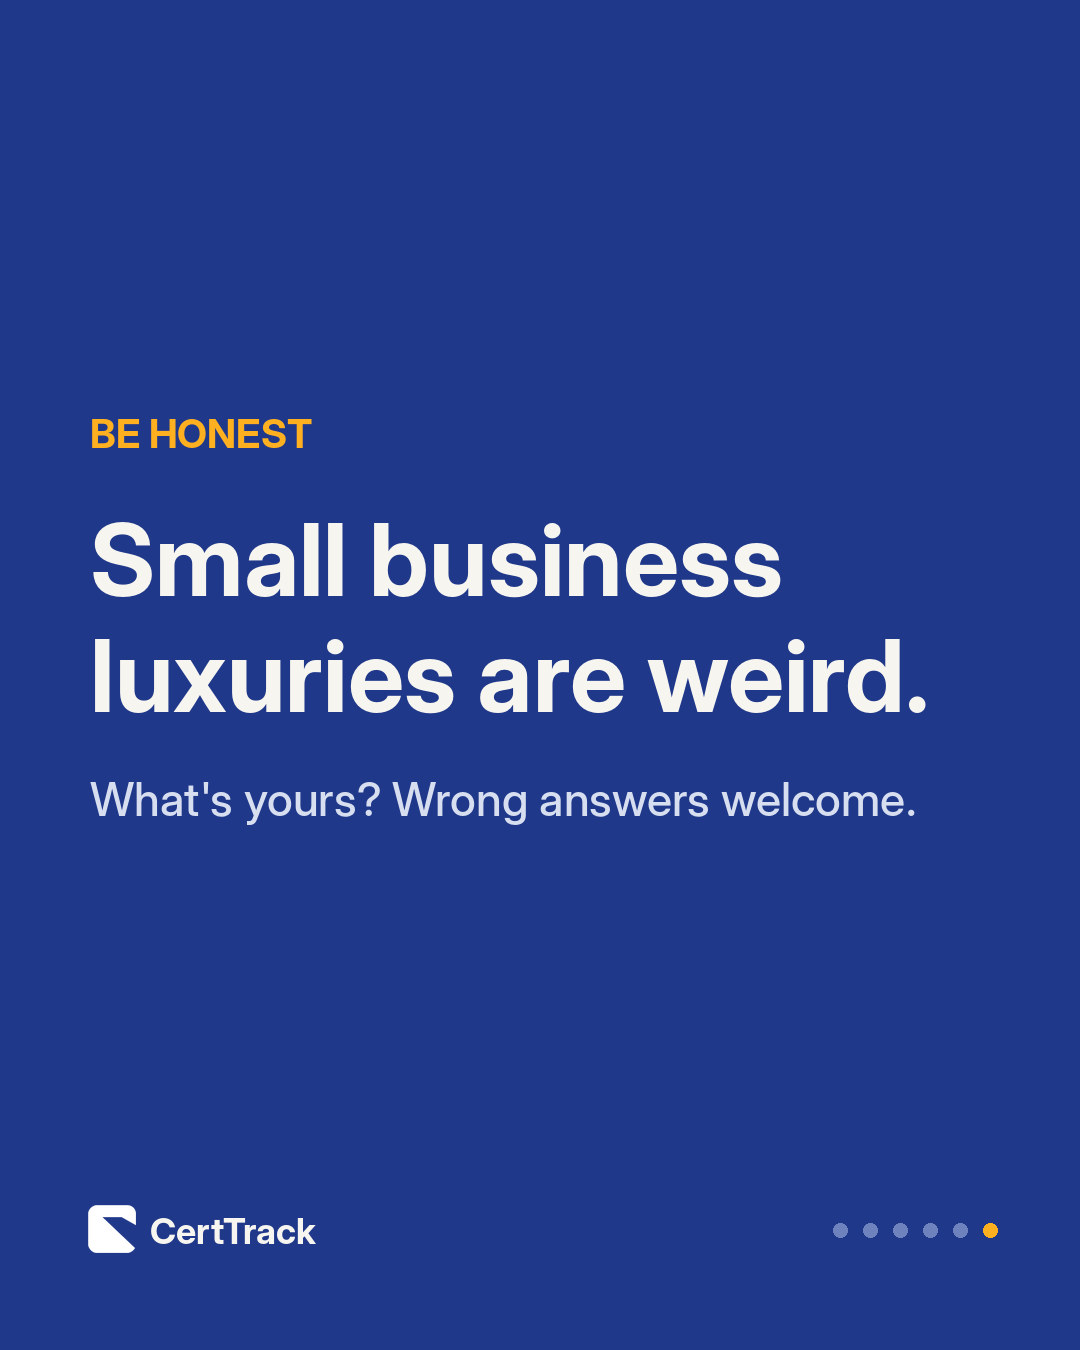 BE HONEST
Small business
luxuries are weird.
What's yours? Wrong answers welcome.
CertTrack